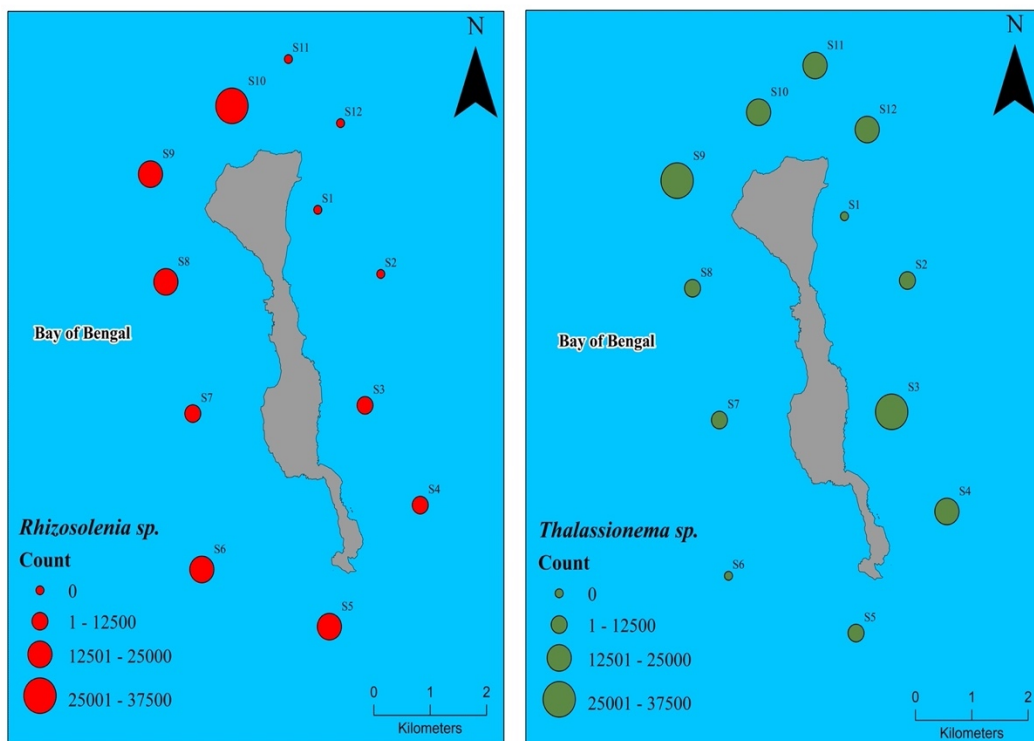 N
S11
S10
S12
S9
S1
S8
S2
Bay of Bengal
S3
S7
S4
Rhizosolenia sp.
Count
S6
0
S5
1 - 12500
12501 - 25000
25001 - 37500
0 1 2
Kilometers
N
S11
S10
S12
S9
S1
S8
S2
Bay of Bengal
S3
S7
S4
Thalassionema sp.
Count
S6
0
S5
1 - 12500
12501 - 25000
25001 - 37500
0 1 2
Kilometers